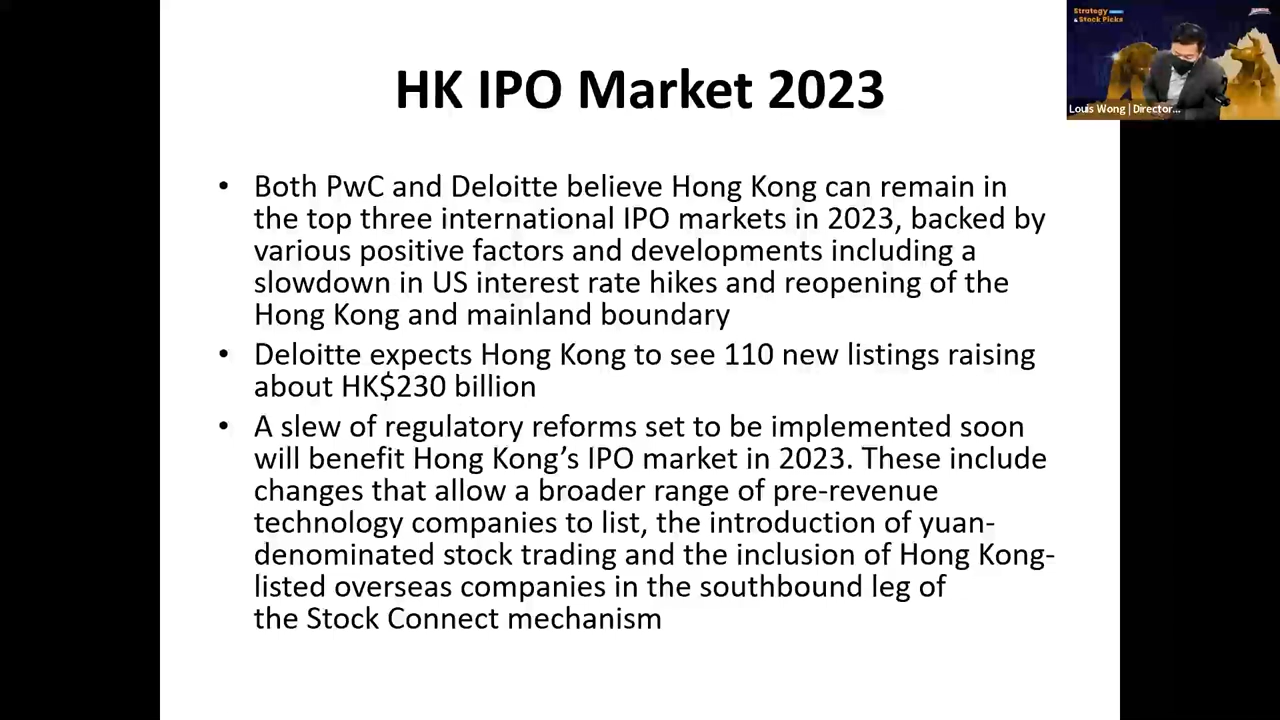 HK IPO Market 2023
Strategy
& Stock Picks
Louis Wong | Director...
• Both PwC and Deloitte believe Hong Kong can remain in
the top three international IPO markets in 2023, backed by
various positive factors and developments including a
slowdown in US interest rate hikes and reopening of the
Hong Kong and mainland boundary
• Deloitte expects Hong Kong to see 110 new listings raising
about HK$230 billion
• A slew of regulatory reforms set to be implemented soon
will benefit Hong Kong’s IPO market in 2023. These include
changes that allow a broader range of pre-revenue
technology companies to list, the introduction of yuan-
denominated stock trading and the inclusion of Hong Kong-
listed overseas companies in the southbound leg of
the Stock Connect mechanism